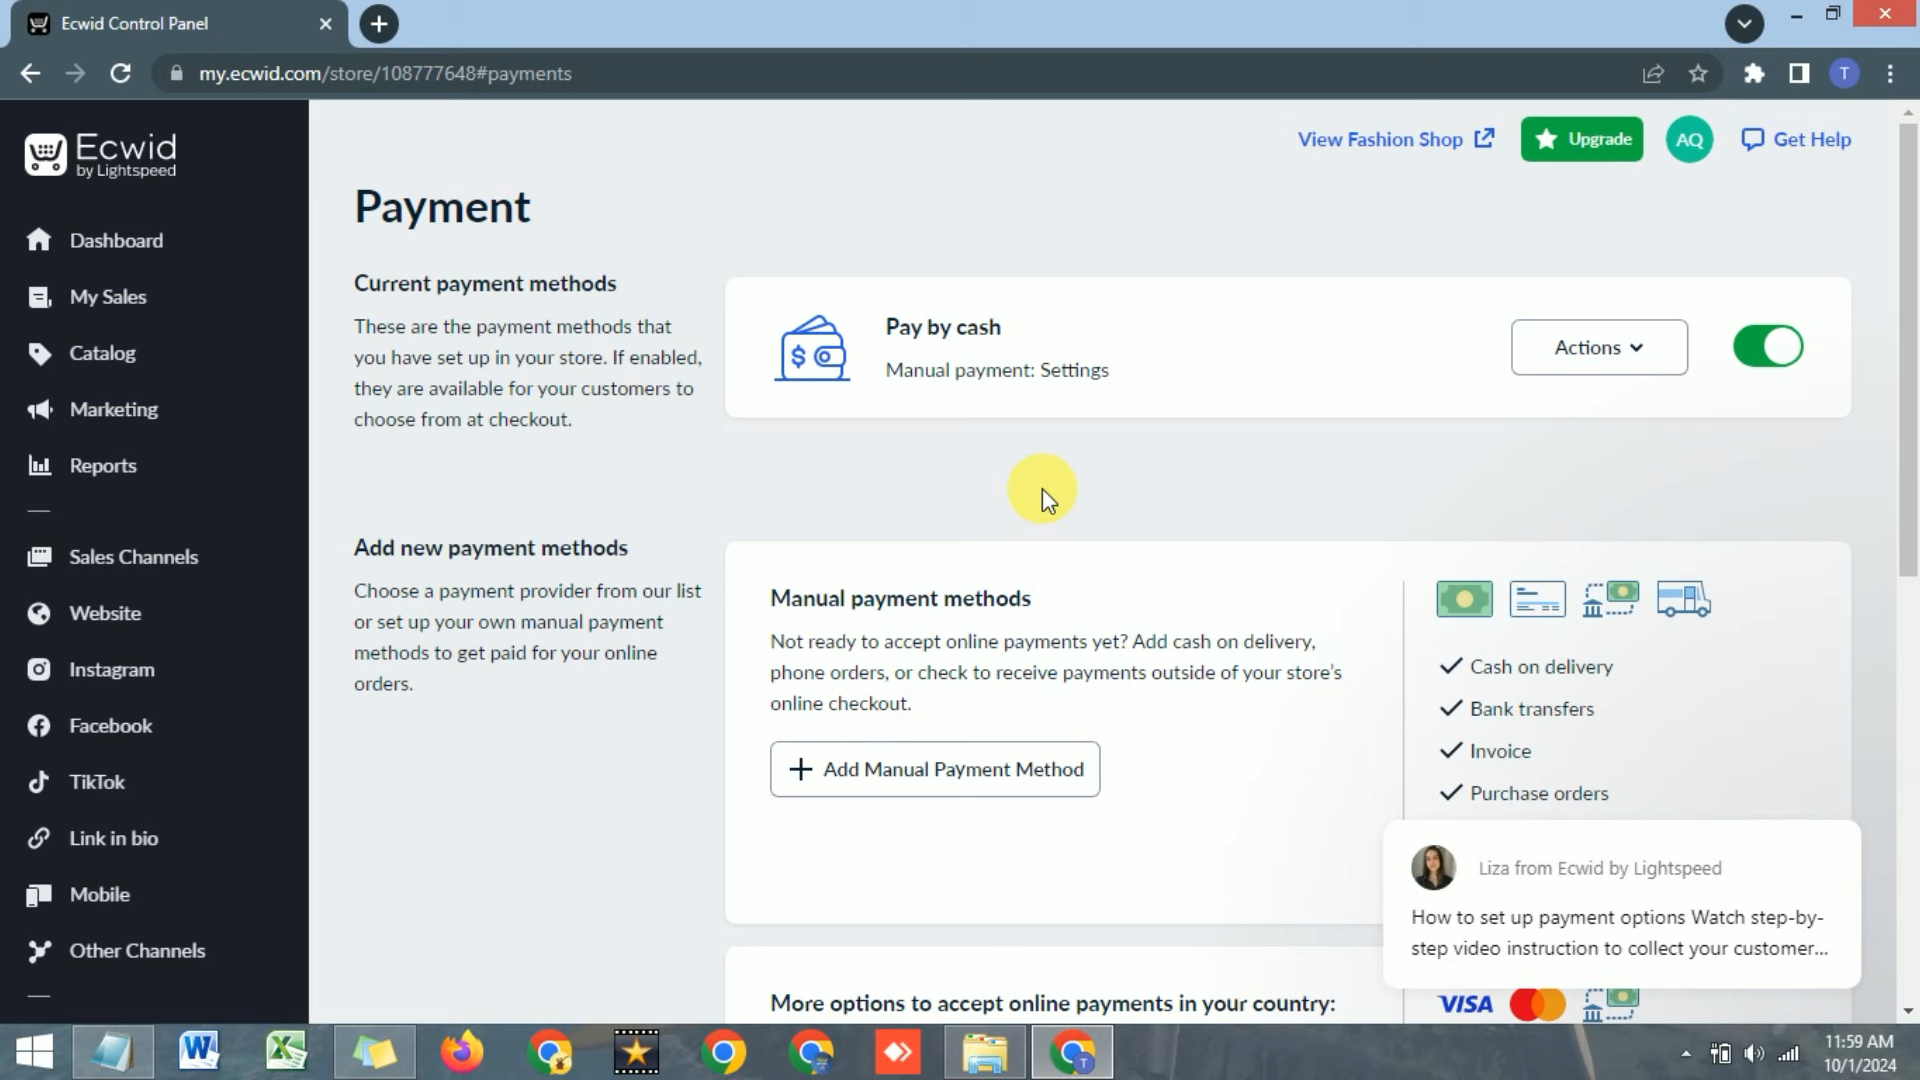 Ecwid Control Panel
my.ecwid.com/store/108777648#payments
T
Ecwid
by Lightspeed
View Fashion Shop
Upgrade
AQ
Get Help
Dashboard
My Sales
Catalog
Marketing
Reports
Sales Channels
Website
Instagram
Facebook
TikTok
Link in bio
Mobile
Other Channels
Payment
Current payment methods
These are the payment methods that
you have set up in your store. If enabled,
they are available for your customers to
choose from at checkout.
Pay by cash
Manual payment: Settings
Actions
Add new payment methods
Choose a payment provider from our list
or set up your own manual payment
methods to get paid for your online
orders.
Manual payment methods
Not ready to accept online payments yet? Add cash on delivery,
phone orders, or check to receive payments outside of your store's
online checkout.
Add Manual Payment Method
Cash on delivery
Bank transfers
Invoice
Purchase orders
Liza from Ecwid by Lightspeed
How to set up payment options Watch step-by-
step video instruction to collect your customer...
More options to accept online payments in your country:
VISA
11:59 AM
10/1/2024